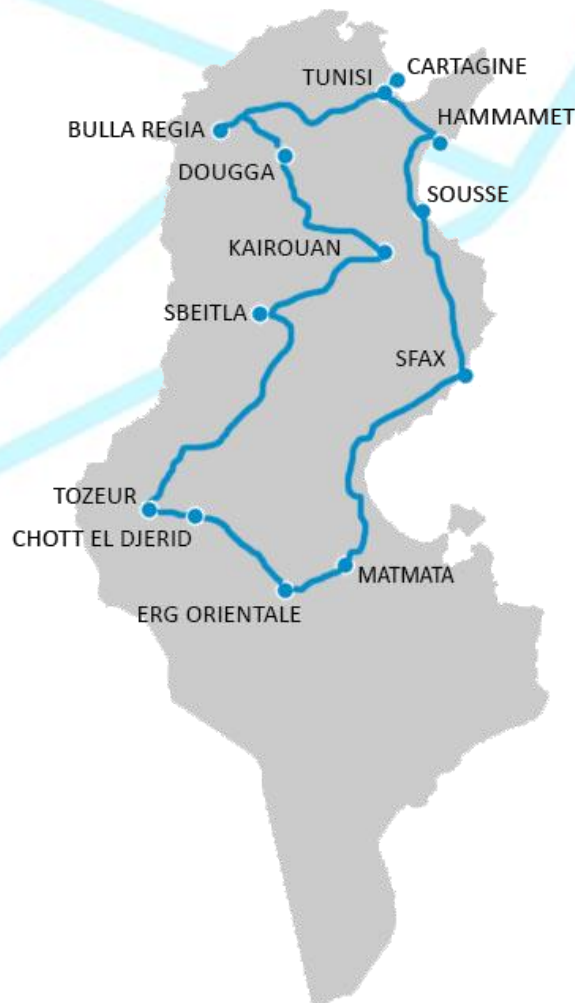 CARTAGINE
TUNISI
HAMMAMET
BULLA REGIA
DOUGGA
SOUSSE
KAIROUAN
SBEITLA
SFAX
TOZEUR
CHOTT EL DJERID
MATMATA
ERG ORIENTALE